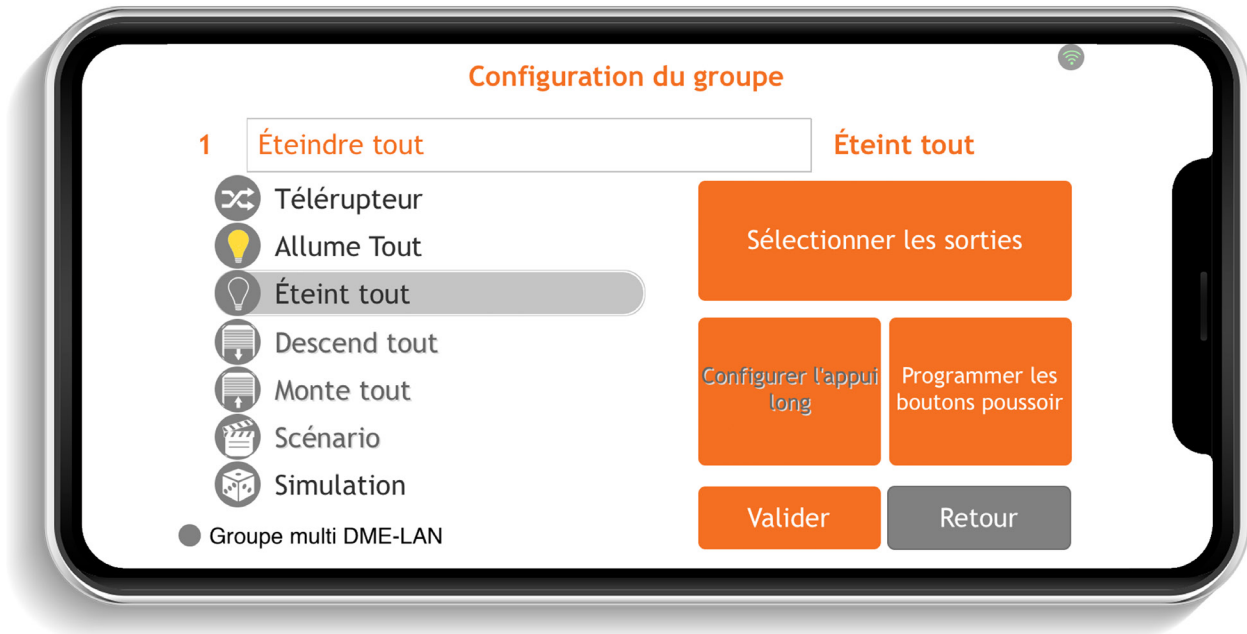 Configuration du groupe
1 Éteindre tout Éteint tout
Télérupteur
Allume Tout
Éteint tout
Descend tout
Monte tout
Scénario
Simulation
Groupe multi DME-LAN
Sélectionner les sorties
Configurer l'appui
long
Programmer les
boutons poussoir
Valider
Retour